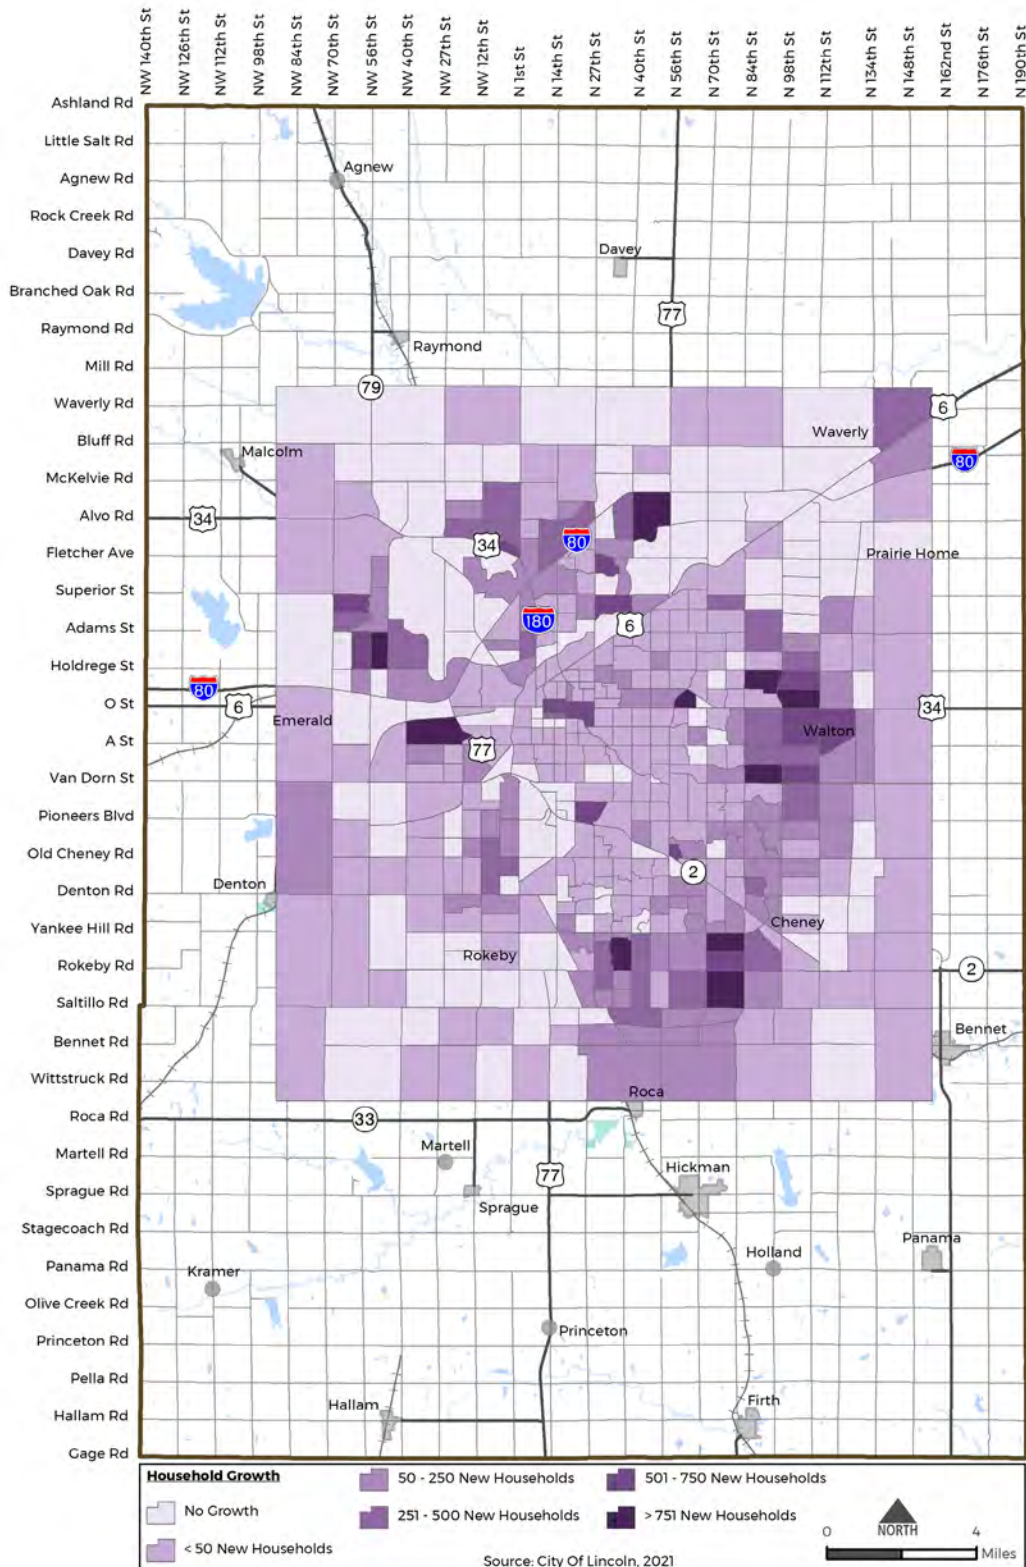 NW 140th St
NW 126th St
NW 112th St
NW 98th St
NW 84th St
NW 70th St
NW 56th St
NW 40th St
NW 27th St
NW 12th St
N 1st St
N 14th St
N 27th St
N 40th St
N 56th St
N 70th St
N 84th St
N 98th St
N 112th St
N 134th St
N 148th St
N 162nd St
N 176th St
N 190th St
Ashland Rd
Little Salt Rd
Agnew Rd
Agnew
Rock Creek Rd
Davey Rd
Davey
Branched Oak Rd
77
Raymond Rd
Raymond
Mill Rd
79
Waverly Rd
6
Waverly
Bluff Rd
Malcolm
80
McKelvie Rd
Alvo Rd
34
34
80
Fletcher Ave
Prairie Home
Superior St
180
6
Adams St
Holdrege St
80
O St
6
34
Emerald
Walton
A St
77
Van Dorn St
Pioneers Blvd
Old Cheney Rd
2
Denton Rd
Denton
Cheney
Yankee Hill Rd
Rokeby
Rokeby Rd
2
Saltillo Rd
Bennet
Bennet Rd
Wittstruck Rd
Roca
Roca Rd
33
Martell
Martell Rd
77
Hickman
Sprague Rd
Sprague
Stagecoach Rd
Panama
Holland
Panama Rd
Kramer
Olive Creek Rd
Princeton
Princeton Rd
Pella Rd
Hallam
Firth
Hallam Rd
Gage Rd
Household Growth
No Growth
< 50 New Households
50 - 250 New Households
251 - 500 New Households
501 - 750 New Households
> 751 New Households
Source: City Of Lincoln, 2021
NORTH
0 4
Miles